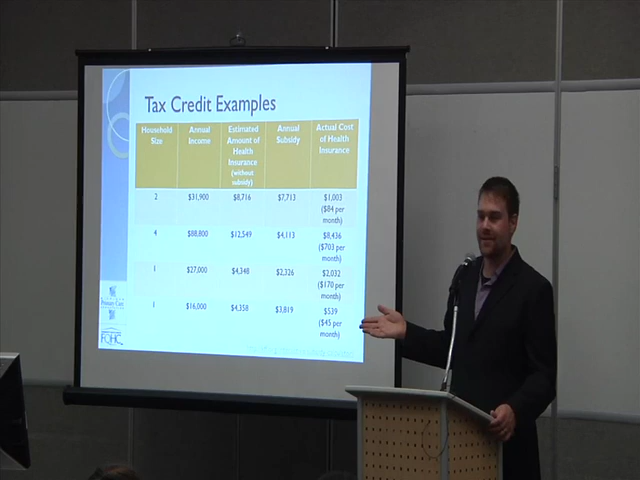 Tax Credit Examples
Household Size | Annual Income | Estimated Amount of Health Insurance (without subsidy) | Annual Subsidy | Actual Cost of Health Insurance
2 | $31,900 | $8,716 | $7,713 | $1,003 ($84 per month)
4 | $88,800 | $12,549 | $4,113 | $8,436 ($703 per month)
1 | $27,000 | $4,348 | $2,326 | $2,032 ($170 per month)
1 | $16,000 | $4,358 | $3,819 | $539 ($45 per month)
Primary Care
FQHC